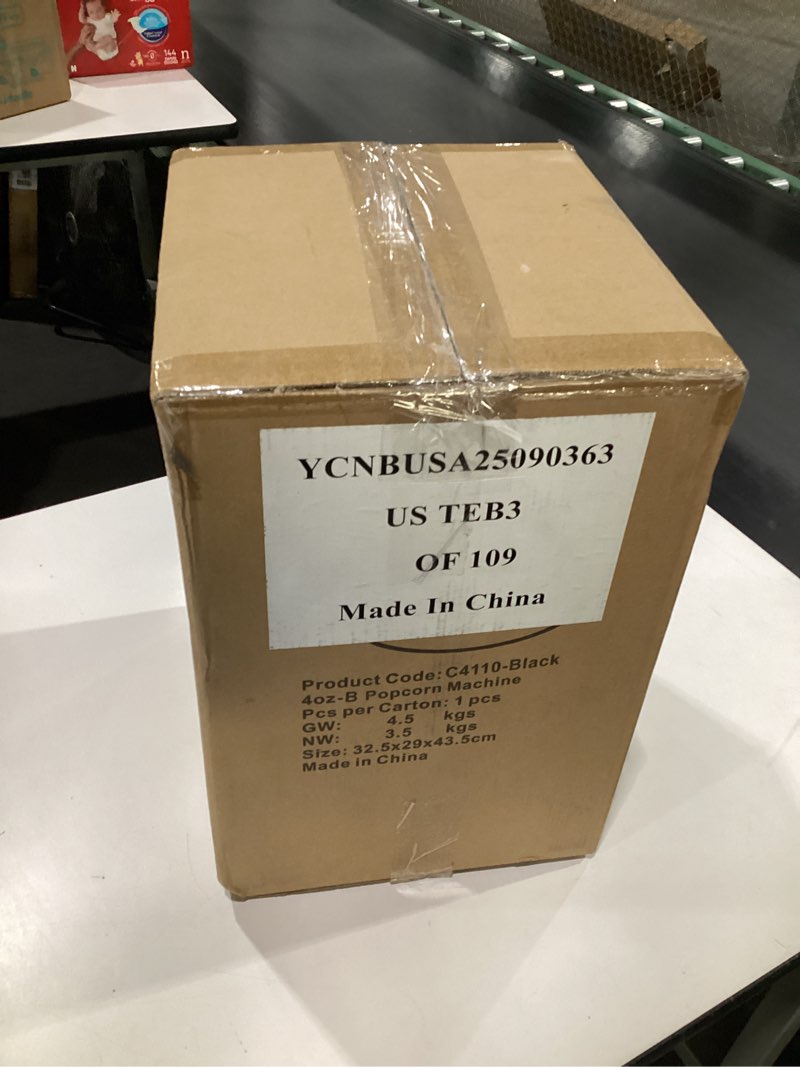 144
n
YCNBUSA25090363
US TEB3
OF 109
Made In China
Product Code: C4110-Black
4oz-B Popcorn Machine
Pcs per Carton: 1 pcs
GW: 4.5 kgs
NW: 3.5 kgs
Size: 32.5x29x43.5cm
Made in China